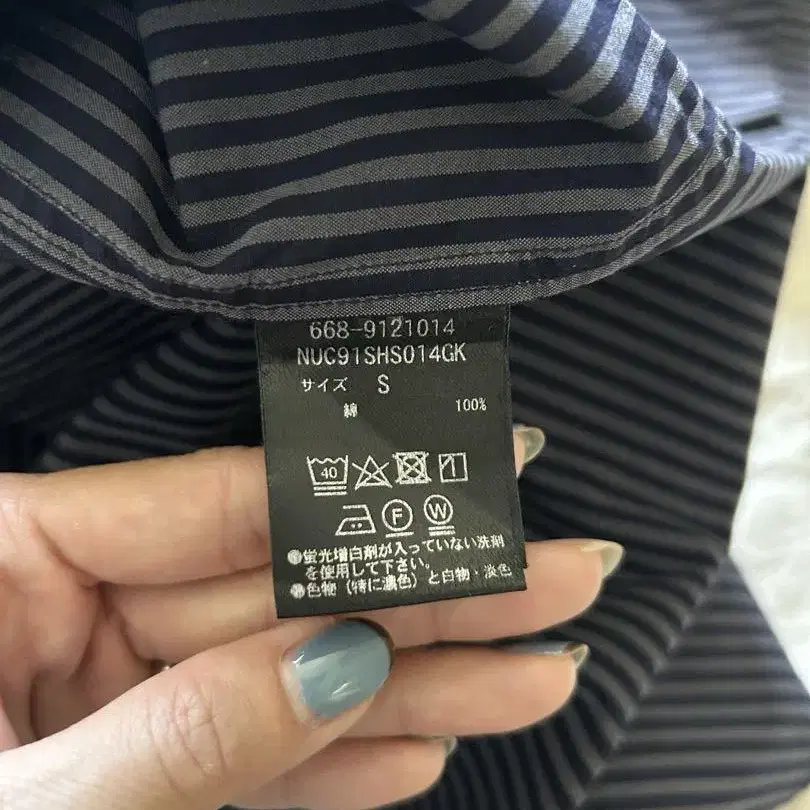 668-9121014
NUC91SHS014GK
サイズ S
綿 100%
40
F W
●蛍光増白剤が入っていない洗剤
を使用して下さい。
●色物（特に濃色）と白物・淡色